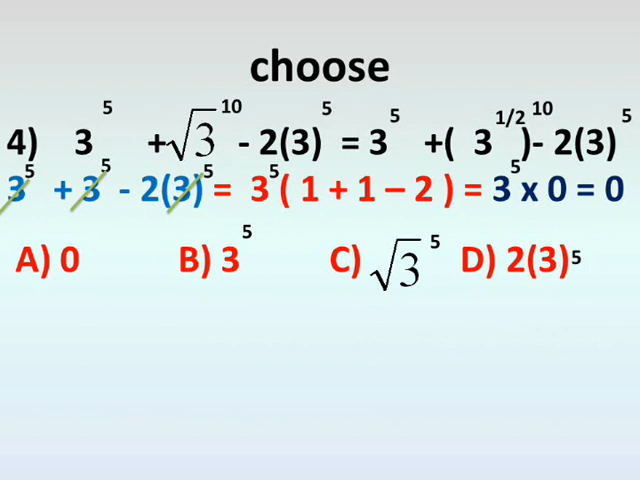 choose
4) 3⁵ + √3¹⁰ - 2(3)⁵ = 3⁵ +( 3^1/2 )¹⁰- 2(3)⁵
3⁵ + 3⁵ - 2(3)⁵ = 3⁵ ( 1 + 1 – 2 ) = 3⁵ x 0 = 0
A) 0 B) 3⁵ C) √3⁵ D) 2(3)⁵